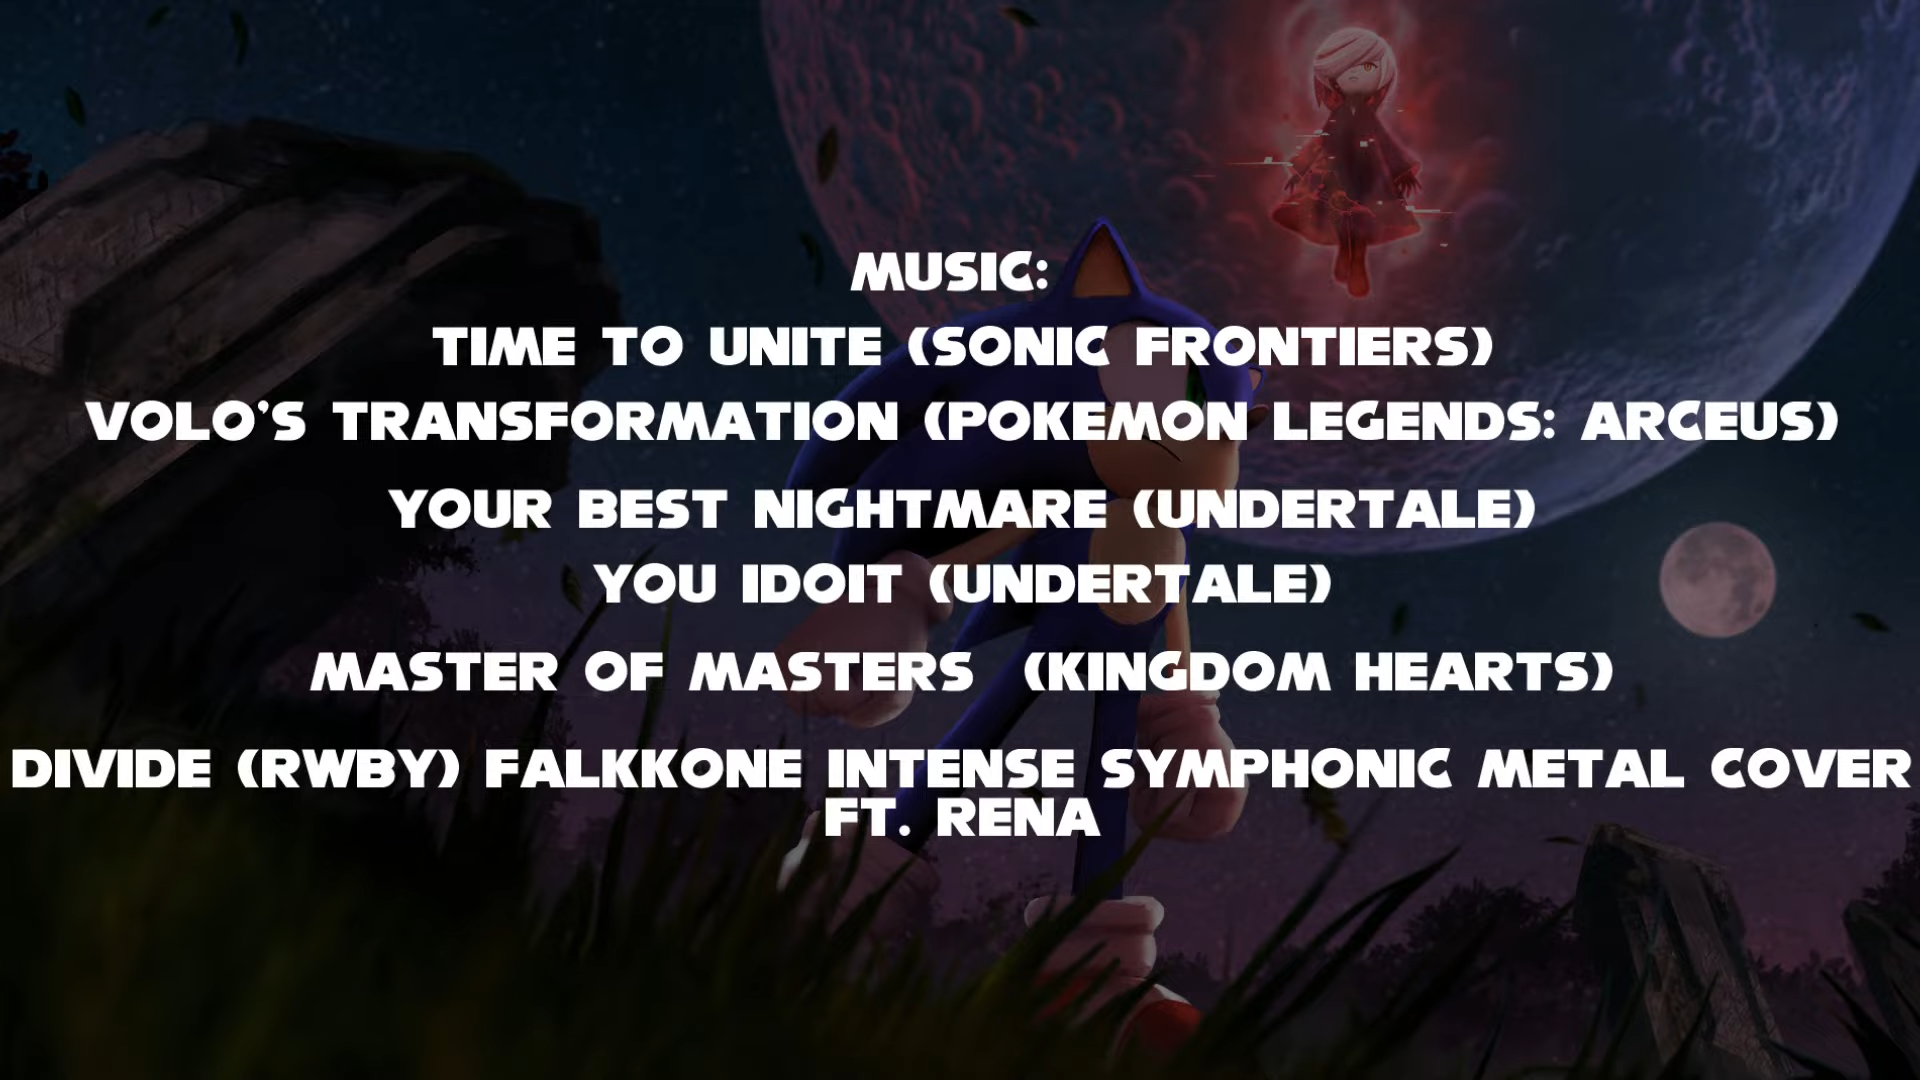 MUSIC:
TIME TO UNITE (SONIC FRONTIERS)
VOLO'S TRANSFORMATION (POKEMON LEGENDS: ARCEUS)
YOUR BEST NIGHTMARE (UNDERTALE)
YOU IDOIT (UNDERTALE)
MASTER OF MASTERS (KINGDOM HEARTS)
DIVIDE (RWBY) FALKKONE INTENSE SYMPHONIC METAL COVER
FT. RENA